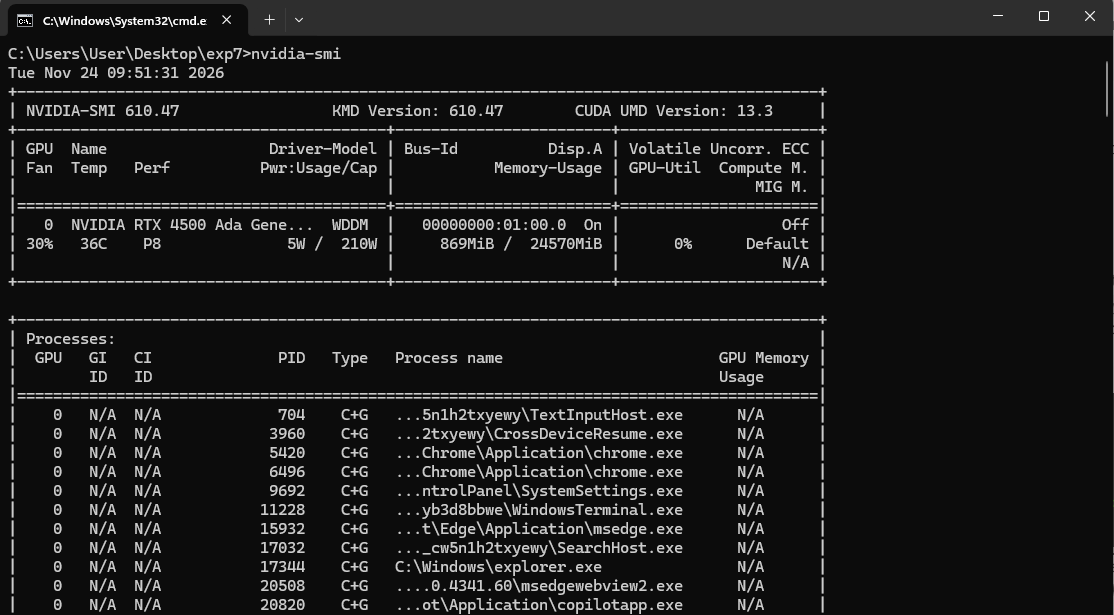 C:\Windows\System32\cmd.e
C:\Users\User\Desktop\exp7>nvidia-smi
Tue Nov 24 09:51:31 2026
+-----------------------------------------------------------------------------------------+
| NVIDIA-SMI 610.47                 KMD Version: 610.47        CUDA UMD Version: 13.3     |
+-----------------------------------------+------------------------+----------------------+
| GPU  Name                  Driver-Model | Bus-Id          Disp.A | Volatile Uncorr. ECC |
| Fan  Temp   Perf          Pwr:Usage/Cap |           Memory-Usage | GPU-Util  Compute M. |
|                                         |                        |               MIG M. |
|=========================================+========================+======================|
|   0  NVIDIA RTX 4500 Ada Gene...  WDDM  |   00000000:01:00.0  On |                  Off |
| 30%   36C    P8              5W /  210W |     869MiB /  24570MiB |      0%      Default |
|                                         |                        |                  N/A |
+-----------------------------------------+------------------------+----------------------+
+-----------------------------------------------------------------------------------------+
| Processes:                                                                              |
|  GPU   GI   CI              PID   Type   Process name                        GPU Memory |
|        ID   ID                                                               Usage      |
|=========================================================================================|
|    0   N/A  N/A             704    C+G   ...5n1h2txyewy\TextInputHost.exe      N/A      |
|    0   N/A  N/A            3960    C+G   ...2txyewy\CrossDeviceResume.exe      N/A      |
|    0   N/A  N/A            5420    C+G   ...Chrome\Application\chrome.exe      N/A      |
|    0   N/A  N/A            6496    C+G   ...Chrome\Application\chrome.exe      N/A      |
|    0   N/A  N/A            9692    C+G   ...ntrolPanel\SystemSettings.exe      N/A      |
|    0   N/A  N/A           11228    C+G   ...yb3d8bbwe\WindowsTerminal.exe      N/A      |
|    0   N/A  N/A           15932    C+G   ...t\Edge\Application\msedge.exe      N/A      |
|    0   N/A  N/A           17032    C+G   ..._cw5n1h2txyewy\SearchHost.exe      N/A      |
|    0   N/A  N/A           17344    C+G   C:\Windows\explorer.exe               N/A      |
|    0   N/A  N/A           20508    C+G   ....0.4341.60\msedgewebview2.exe      N/A      |
|    0   N/A  N/A           20820    C+G   ...ot\Application\copilotapp.exe      N/A      |